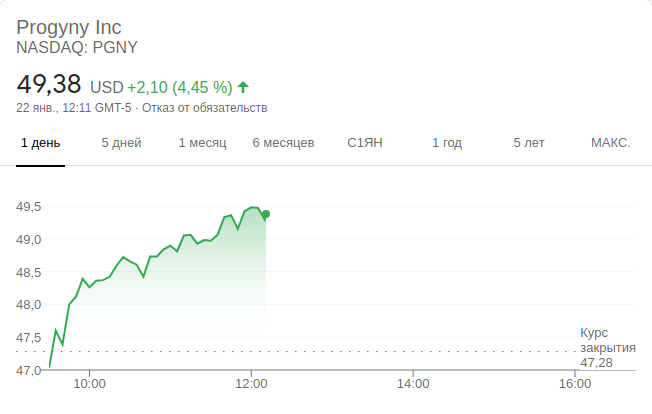 Progyny Inc
NASDAQ: PGNY
49,38 USD +2,10 (4,45 %) ↑
22 янв., 12:11 GMT-5 · Отказ от обязательств
1 день 5 дней 1 месяц 6 месяцев С1ЯН 1 год 5 лет МАКС.
49,5
49,0
48,5
48,0
47,5
47,0
Курс
закрытия
47,28
10:00 12:00 14:00 16:00